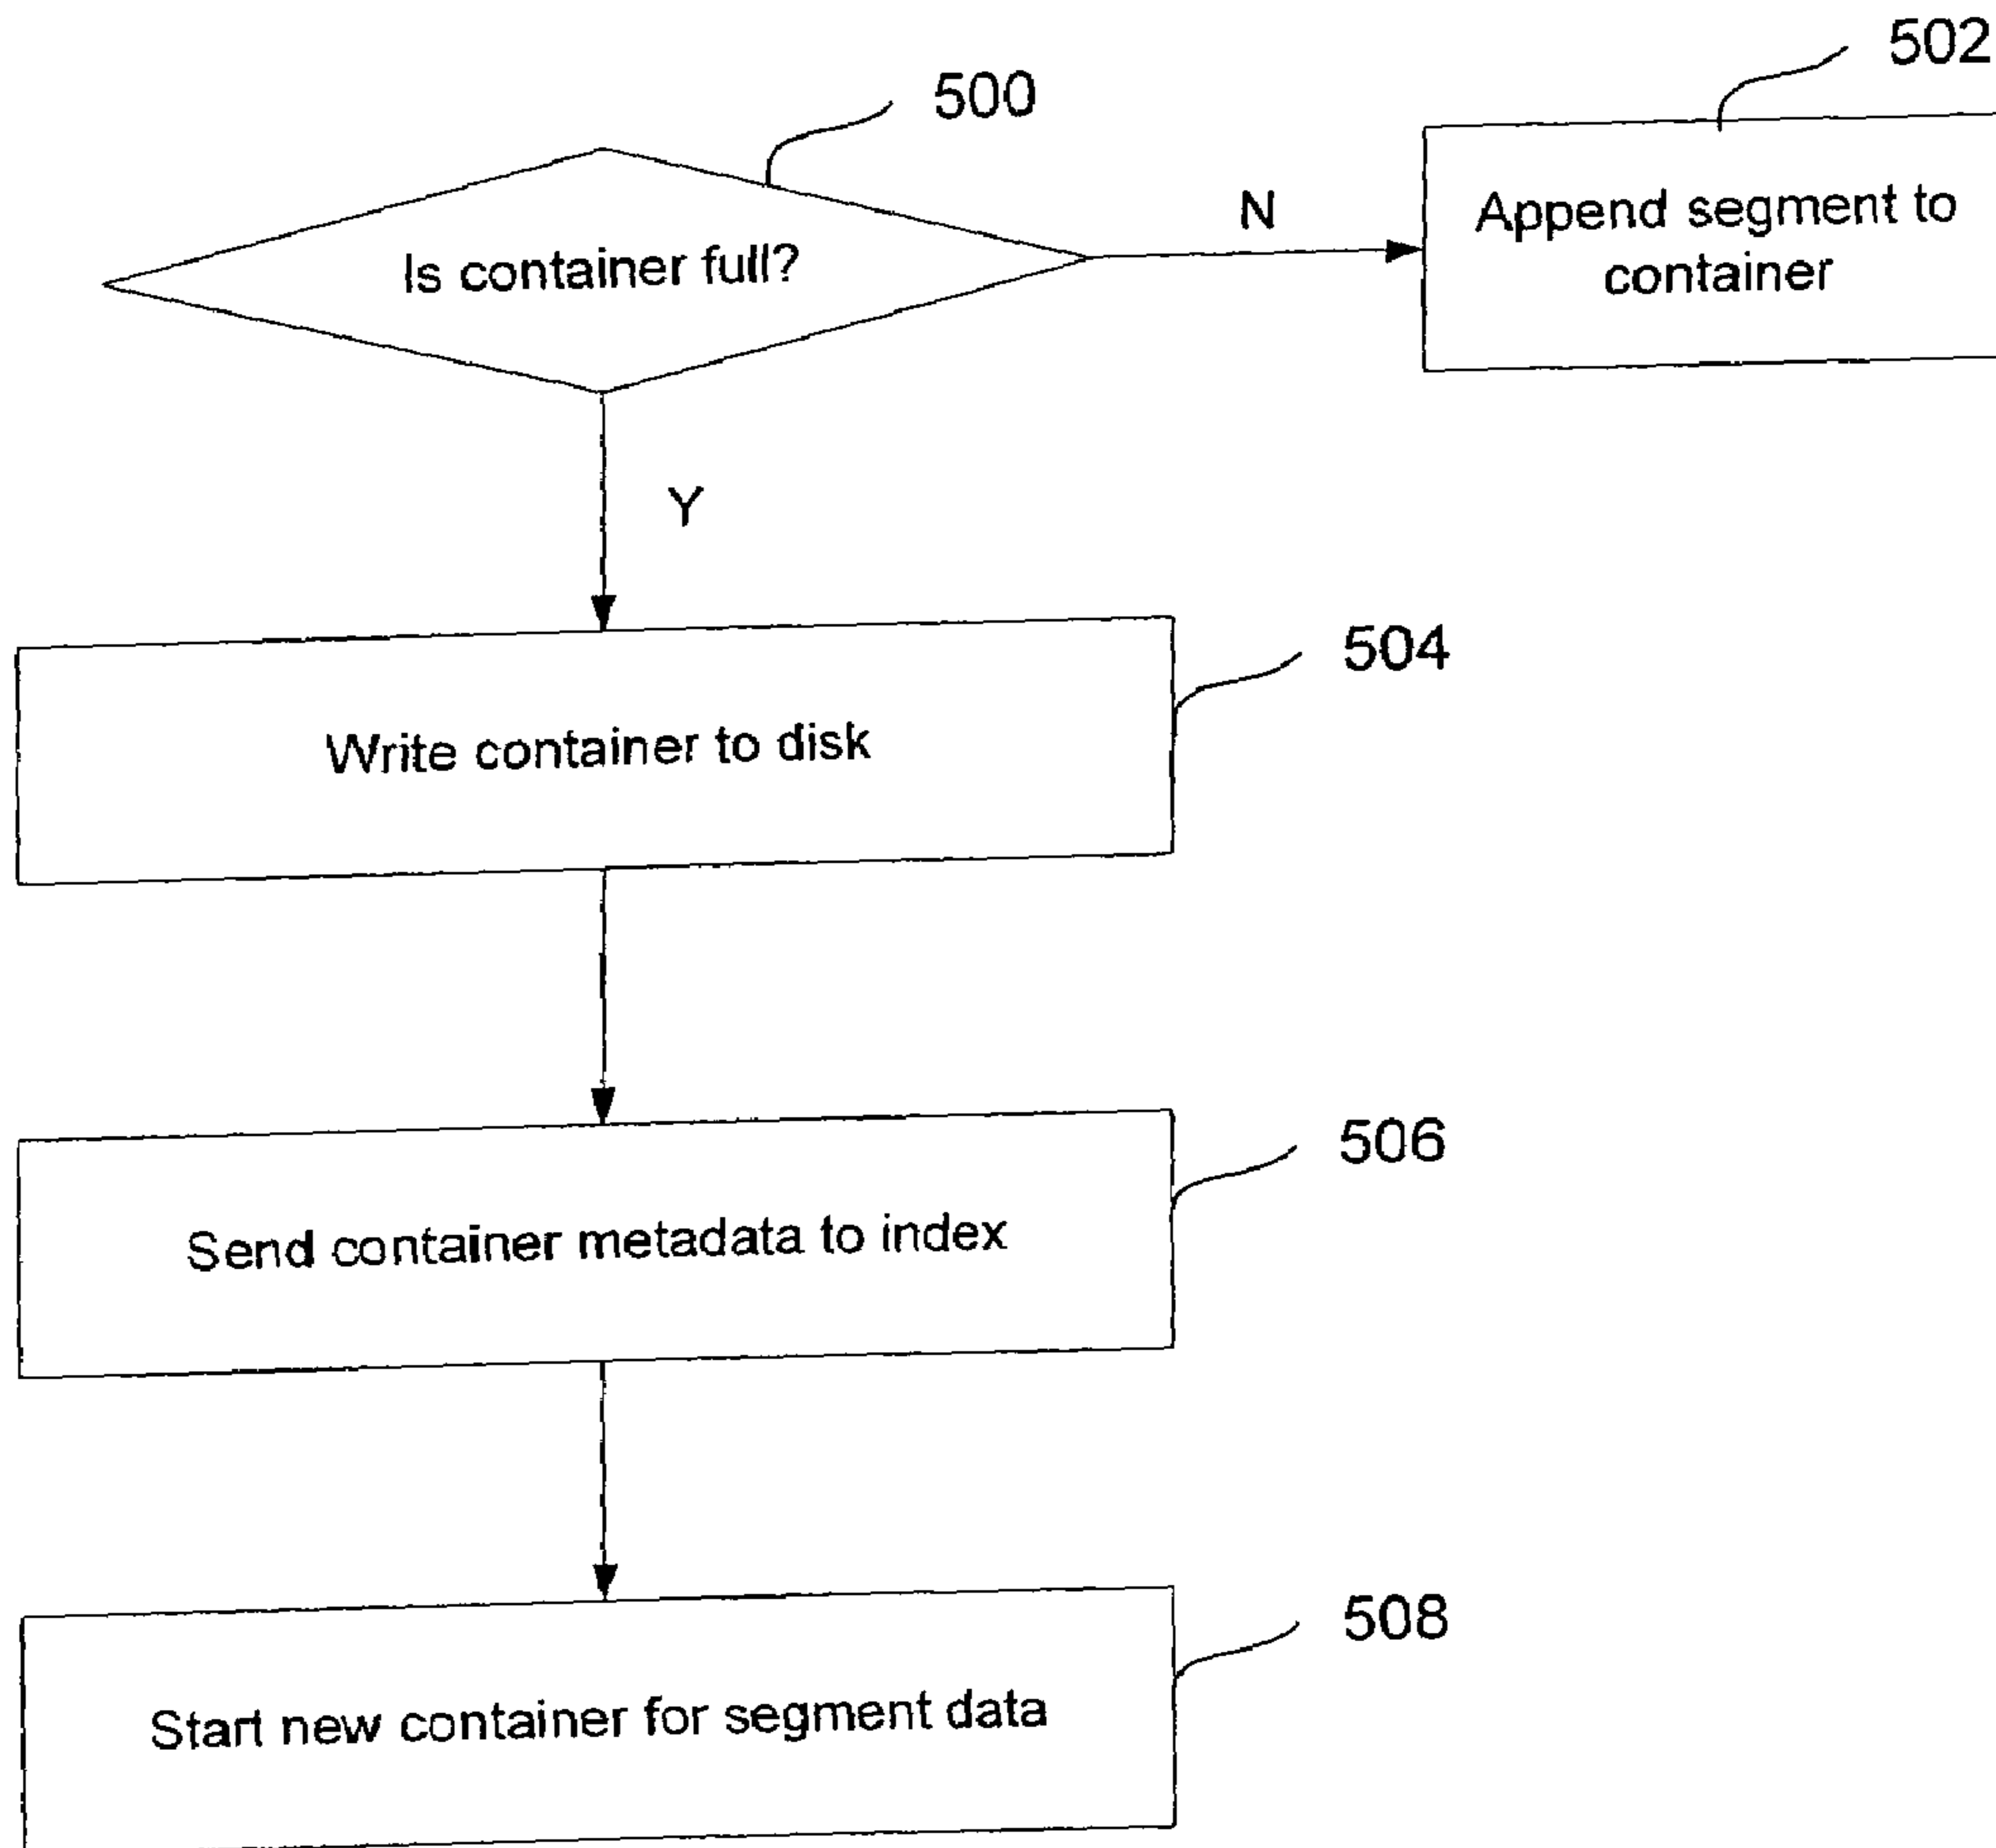 500
502
Is container full?
N
Append segment to
container
Y
504
Write container to disk
506
Send container metadata to index
508
Start new container for segment data